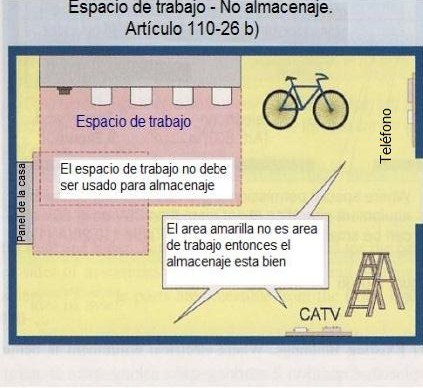 Espacio de trabajo - No almacenaje.
Artículo 110-26 b)
Espacio de trabajo
Teléfono
El espacio de trabajo no debe
ser usado para almacenaje
Panel de la casa
El area amarilla no es area
de trabajo entonces el
almacenaje esta bien
CATV